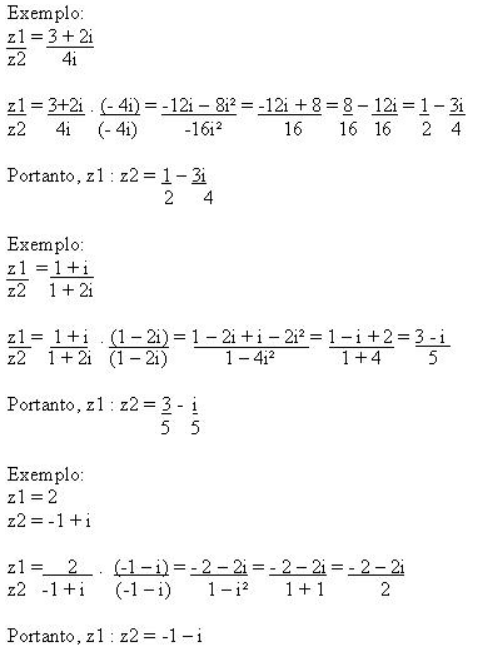 Exemplo:
z1 = 3 + 2i
z2 4i
z1 = 3+2i . (- 4i) = -12i – 8i² = -12i + 8 = 8 – 12i = 1 – 3i
z2 4i (- 4i) -16i² 16 16 16 2 4
Portanto, z1 : z2 = 1 – 3i
2 4
Exemplo:
z1 = 1 + i
z2 1 + 2i
z1 = 1 + i . (1 – 2i) = 1 – 2i + i – 2i² = 1 – i + 2 = 3 - i
z2 1 + 2i (1 – 2i) 1 – 4i² 1 + 4 5
Portanto, z1 : z2 = 3 - i
5 5
Exemplo:
z1 = 2
z2 = -1 + i
z1 = 2 . (-1 – i) = - 2 – 2i = - 2 – 2i = - 2 – 2i
z2 -1 + i (-1 – i) 1 – i² 1 + 1 2
Portanto, z1 : z2 = -1 – i